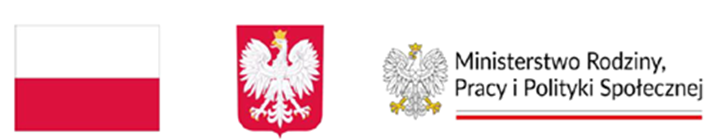 Ministerstwo Rodziny,
Pracy i Polityki Społecznej